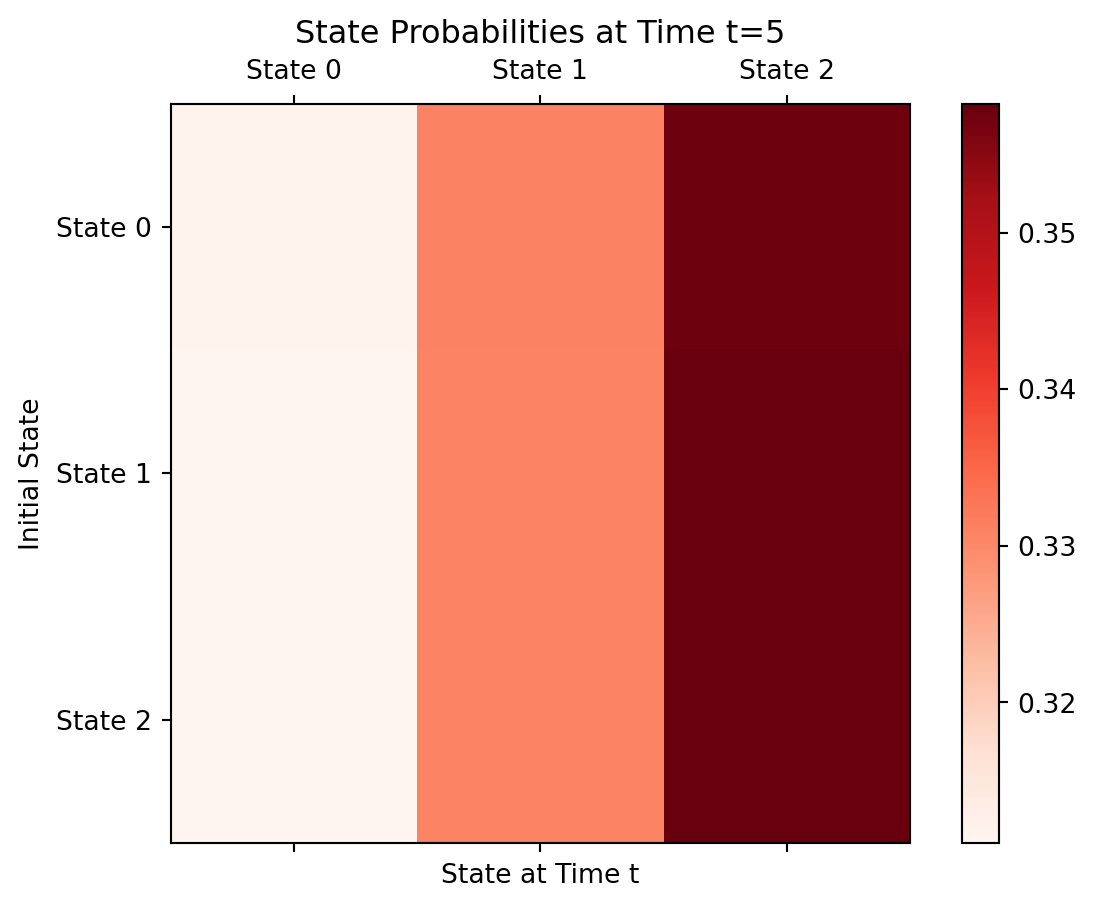 State Probabilities at Time t=5
State 0
State 1
State 2
State 0
State 1
State 2
Initial State
State at Time t
0.35
0.34
0.33
0.32